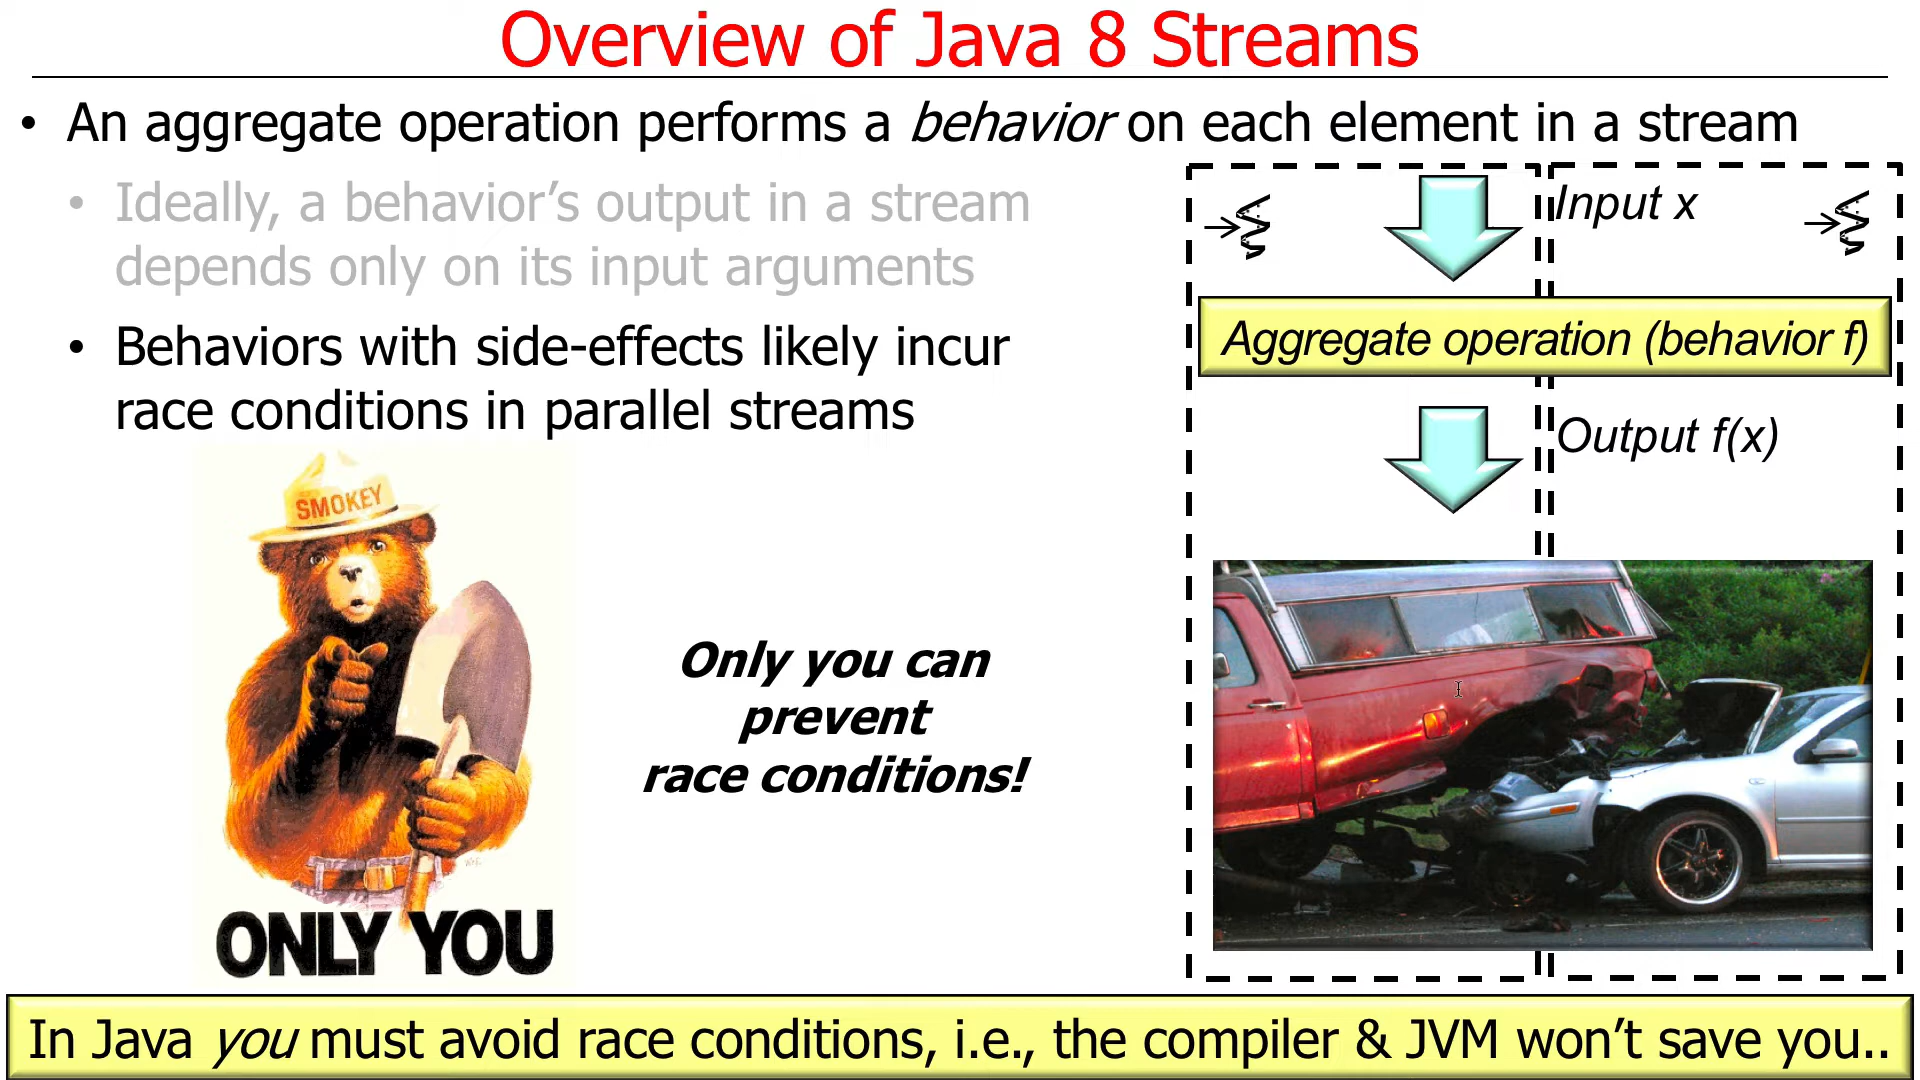 Overview of Java 8 Streams
• An aggregate operation performs a behavior on each element in a stream
• Ideally, a behavior’s output in a stream
depends only on its input arguments
• Behaviors with side-effects likely incur
race conditions in parallel streams
Input x
Aggregate operation (behavior f)
Output f(x)
SMOKEY
Only you can
prevent
race conditions!
ONLY YOU
In Java you must avoid race conditions, i.e., the compiler & JVM won’t save you..